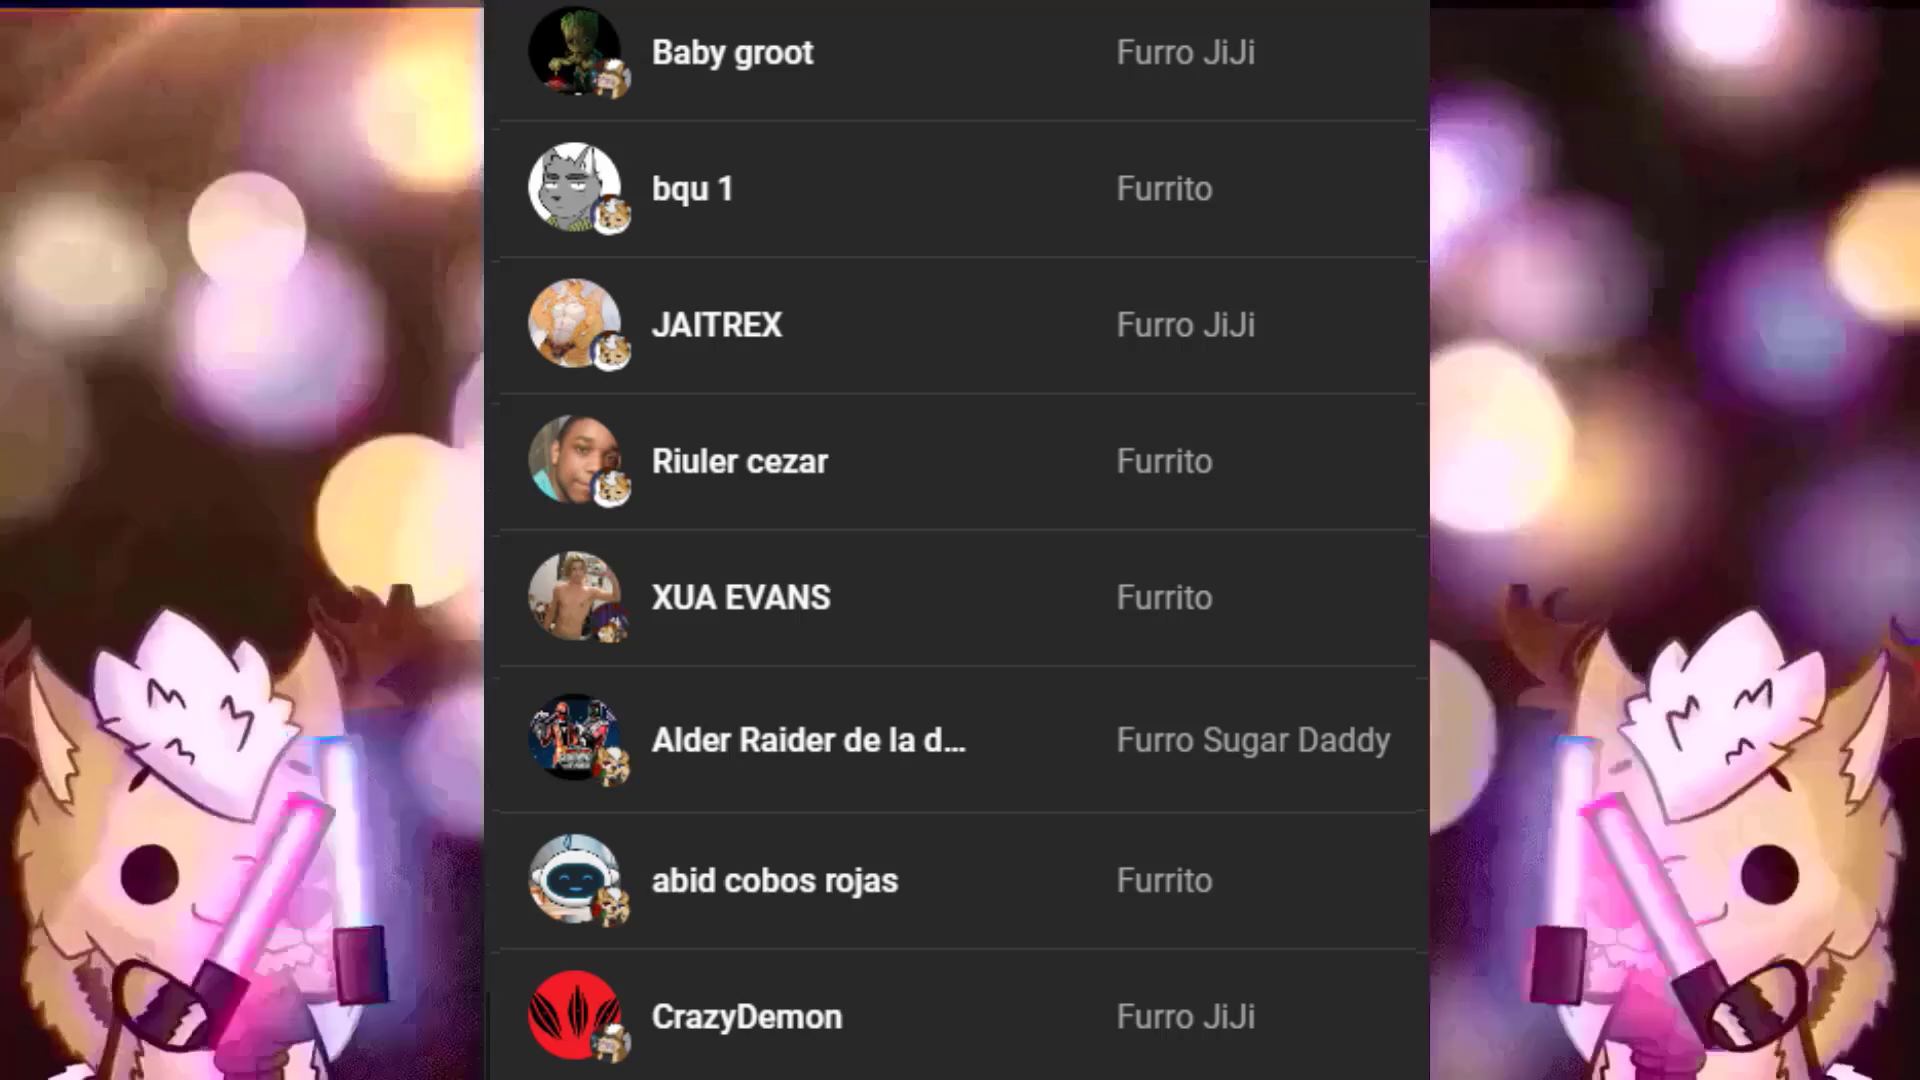 Baby groot Furro JiJi
bqu 1 Furrito
JAITREX Furro JiJi
Riuler cezar Furrito
XUA EVANS Furrito
Alder Raider de la d... Furro Sugar Daddy
abid cobos rojas Furrito
CrazyDemon Furro JiJi